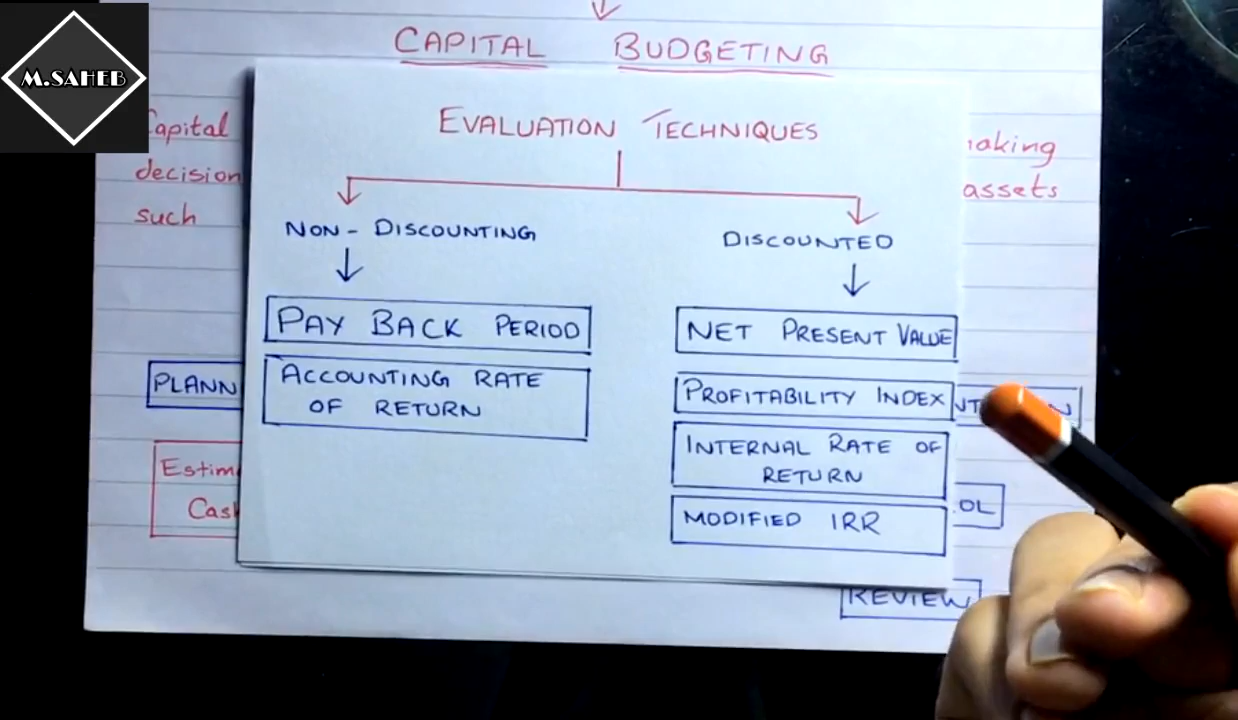 M.SAHEB
CAPITAL BUDGETING
Capital
decision
such
EVALUATION TECHNIQUES
NON - DISCOUNTING
PAY BACK PERIOD
ACCOUNTING RATE
OF RETURN
DISCOUNTED
NET PRESENT VALUE
PROFITABILITY INDEX
INTERNAL RATE OF
RETURN
MODIFIED IRR
assets
REVIEW